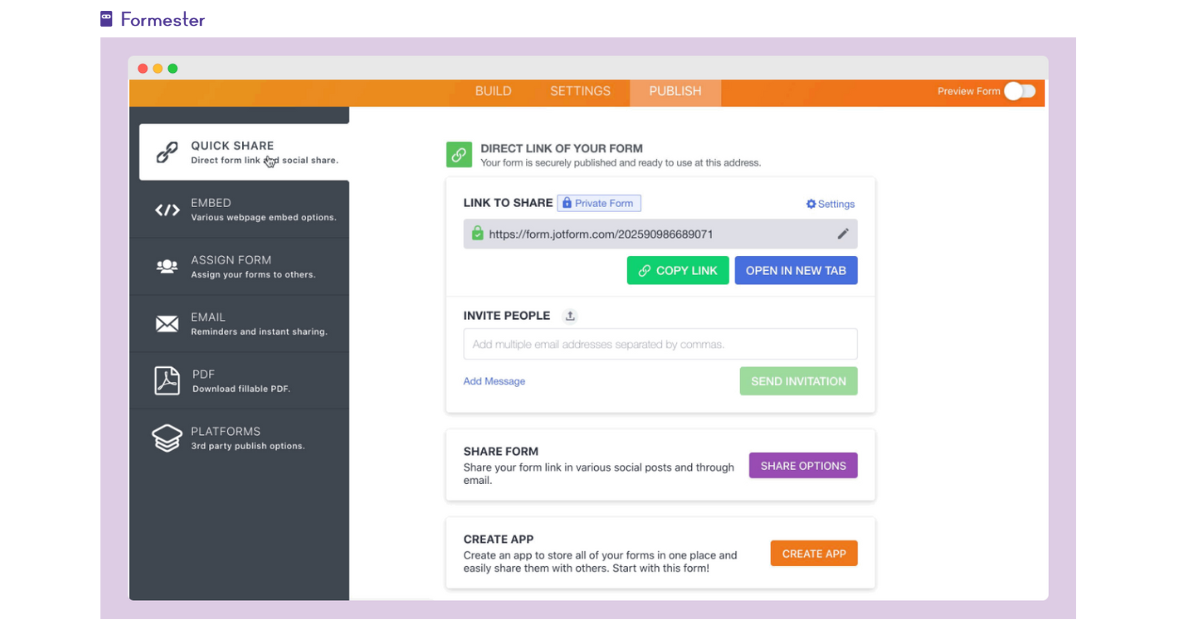 Formester
BUILD
SETTINGS
PUBLISH
Preview Form
QUICK SHARE
Direct form link and social share.
EMBED
Various webpage embed options.
ASSIGN FORM
Assign your forms to others.
EMAIL
Reminders and instant sharing.
PDF
Download fillable PDF.
PLATFORMS
3rd party publish options.
DIRECT LINK OF YOUR FORM
Your form is securely published and ready to use at this address.
LINK TO SHARE
Private Form
Settings
https://form.jotform.com/202590986689071
COPY LINK
OPEN IN NEW TAB
INVITE PEOPLE
Add multiple email addresses separated by commas.
Add Message
SEND INVITATION
SHARE FORM
Share your form link in various social posts and through
email.
SHARE OPTIONS
CREATE APP
Create an app to store all of your forms in one place and
easily share them with others. Start with this form!
CREATE APP